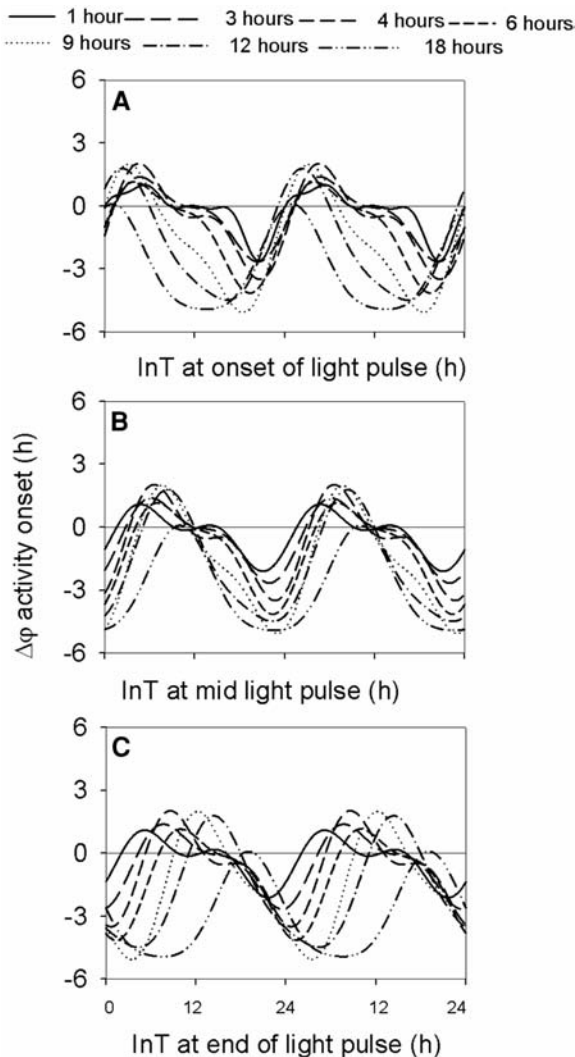 1 hour 3 hours 4 hours 6 hours
9 hours 12 hours 18 hours
A
6
3
0
-3
-6
InT at onset of light pulse (h)
B
6
3
0
-3
-6
Δφ activity onset (h)
InT at mid light pulse (h)
C
6
3
0
-3
-6
0 12 24 12 24
InT at end of light pulse (h)